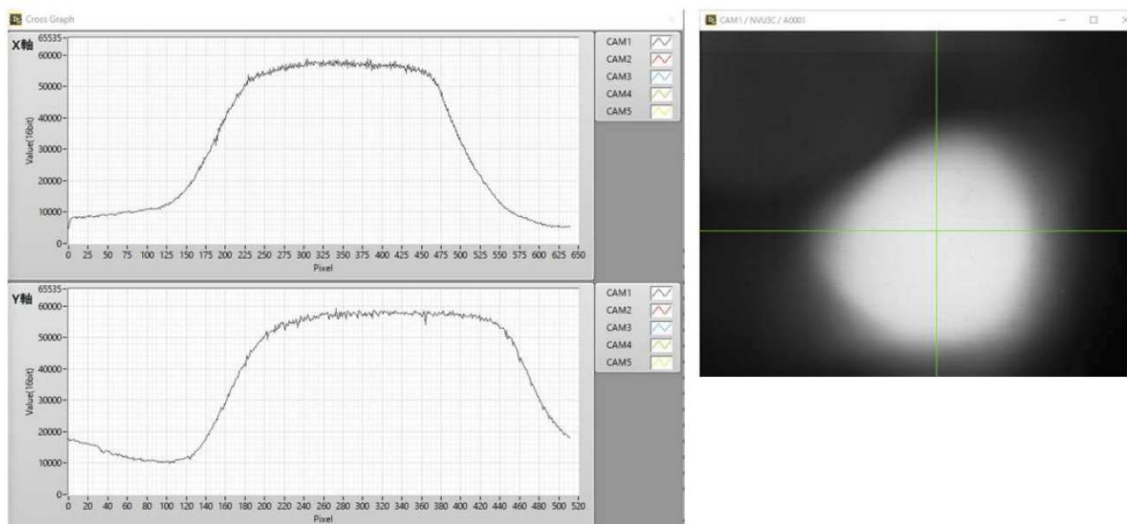 Cross Graph
X軸
65535
60000
50000
40000
30000
20000
10000
0
Value(16bit)
0 25 50 75 100 125 150 175 200 225 250 275 300 325 350 375 400 425 450 475 500 525 550 575 600 625 650
Pixel
CAM1
CAM2
CAM3
CAM4
CAM5
Y軸
65535
60000
50000
40000
30000
20000
10000
0
Value(16bit)
0 20 40 60 80 100 120 140 160 180 200 220 240 260 280 300 320 340 360 380 400 420 440 460 480 500 520
Pixel
CAM1
CAM2
CAM3
CAM4
CAM5
CAM1 / NVU3C / A0001